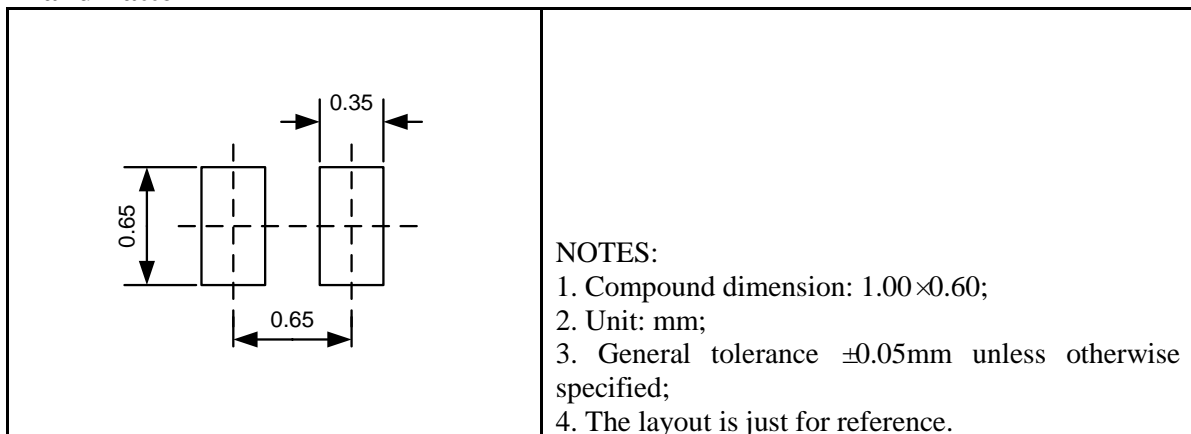 0.35
0.65
0.65
NOTES:
1. Compound dimension: 1.00×0.60;
2. Unit: mm;
3. General tolerance ±0.05mm unless otherwise
specified;
4. The layout is just for reference.